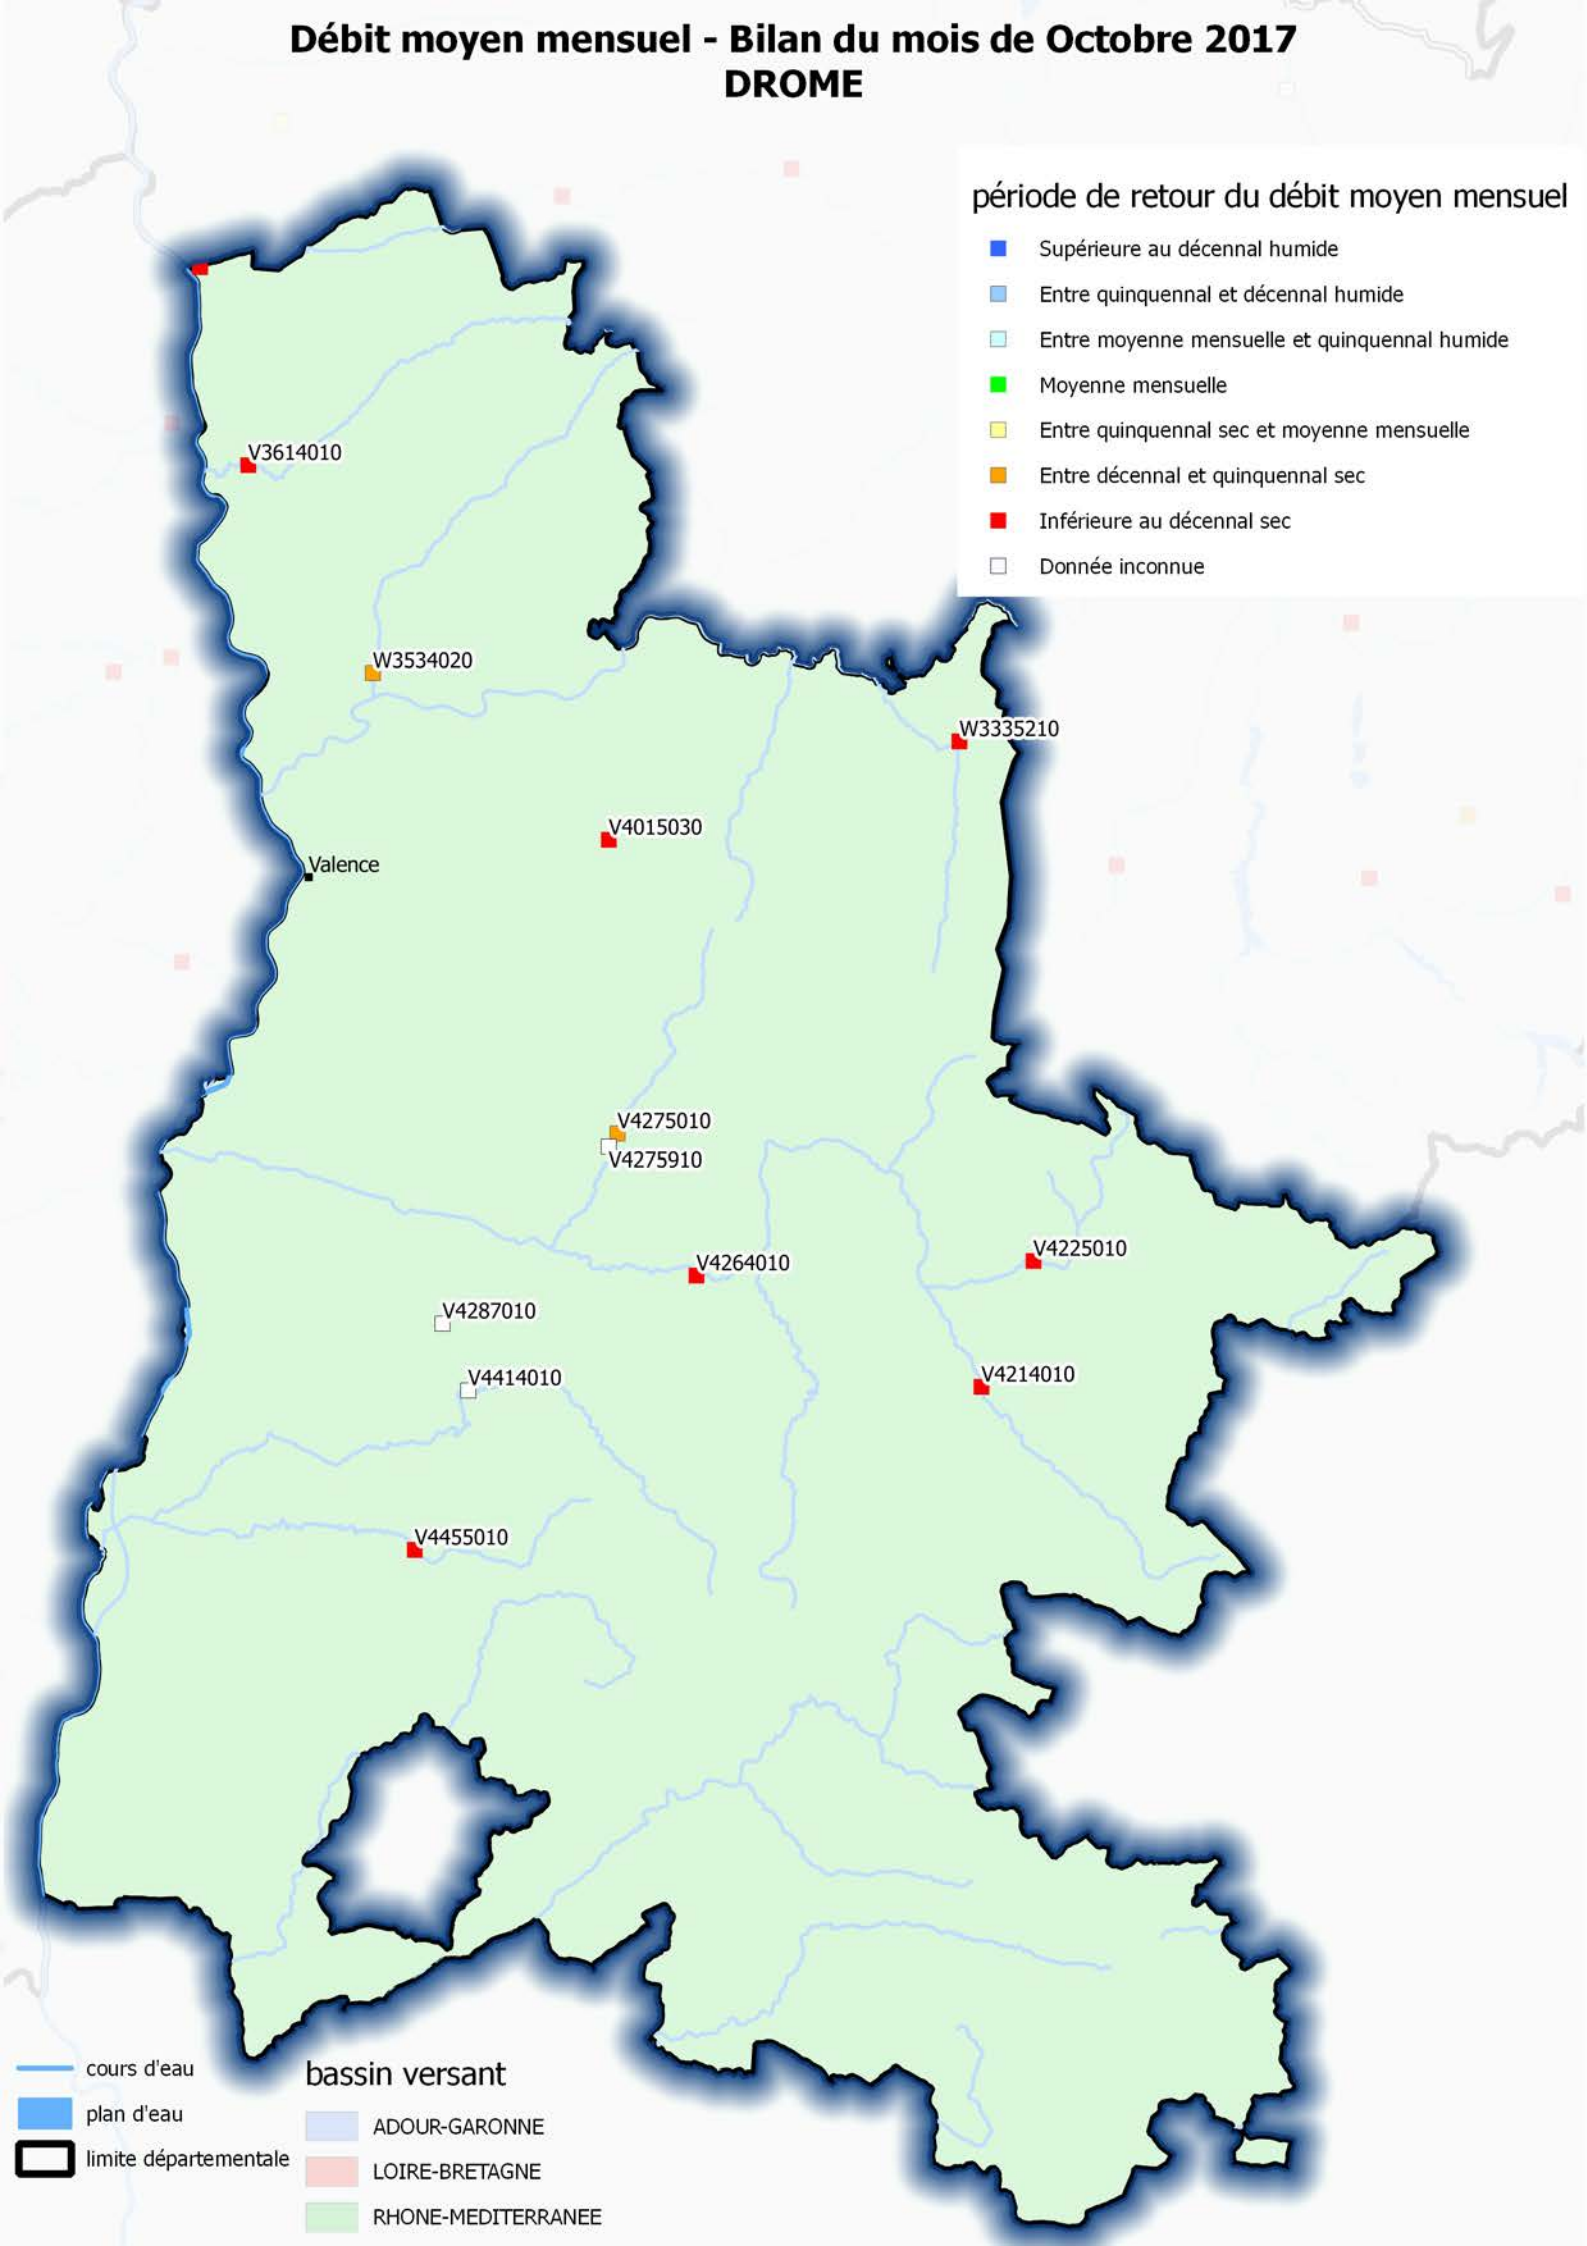 Débit moyen mensuel - Bilan du mois de Octobre 2017
DROME
période de retour du débit moyen mensuel
Supérieure au décennal humide
Entre quinquennal et décennal humide
Entre moyenne mensuelle et quinquennal humide
Moyenne mensuelle
Entre quinquennal sec et moyenne mensuelle
Entre décennal et quinquennal sec
Inférieure au décennal sec
Donnée inconnue
V3614010
W3534020
W3335210
V4015030
Valence
V4275010
V4275910
V4225010
V4264010
V4287010
V4414010
V4214010
V4455010
cours d'eau
plan d'eau
limite départementale
bassin versant
ADOUR-GARONNE
LOIRE-BRETAGNE
RHONE-MEDITERRANEE